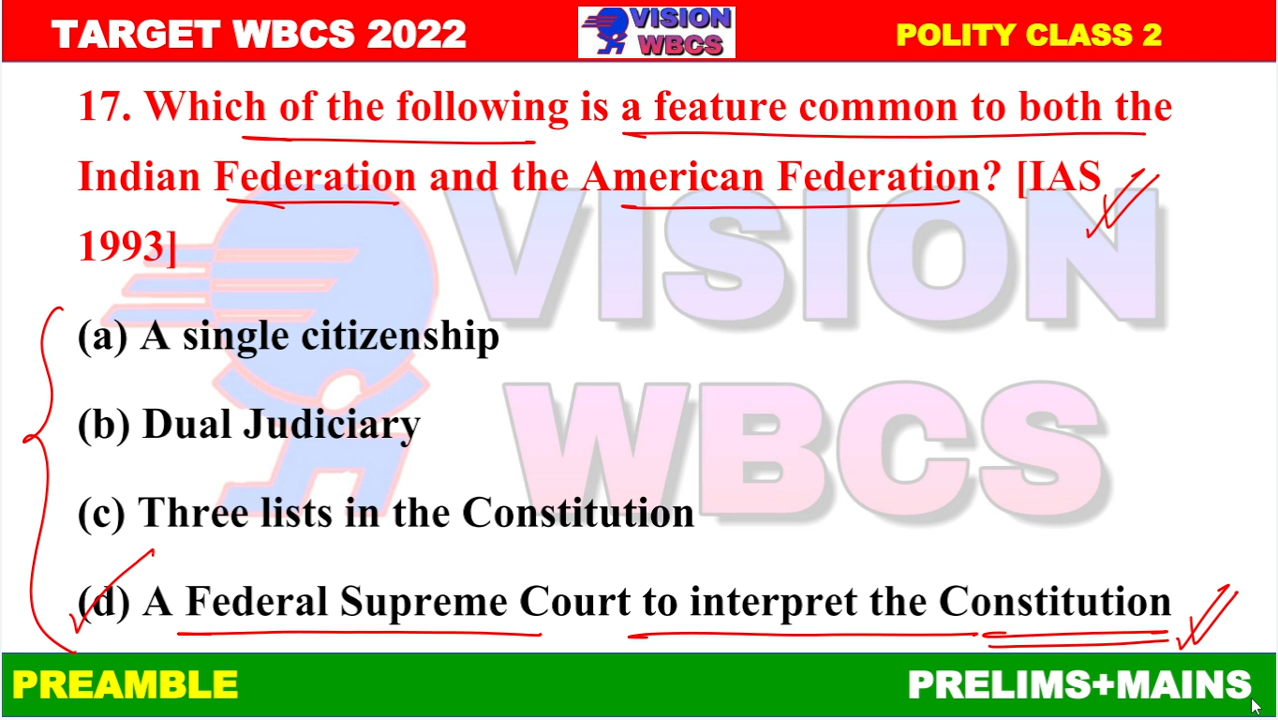 TARGET WBCS 2022
VISION
WBCS
POLITY CLASS 2
17. Which of the following is a feature common to both the
Indian Federation and the American Federation? [IAS
1993]
VISION
WBCS
(a) A single citizenship
(b) Dual Judiciary
(c) Three lists in the Constitution
(d) A Federal Supreme Court to interpret the Constitution
PREAMBLE
PRELIMS+MAINS